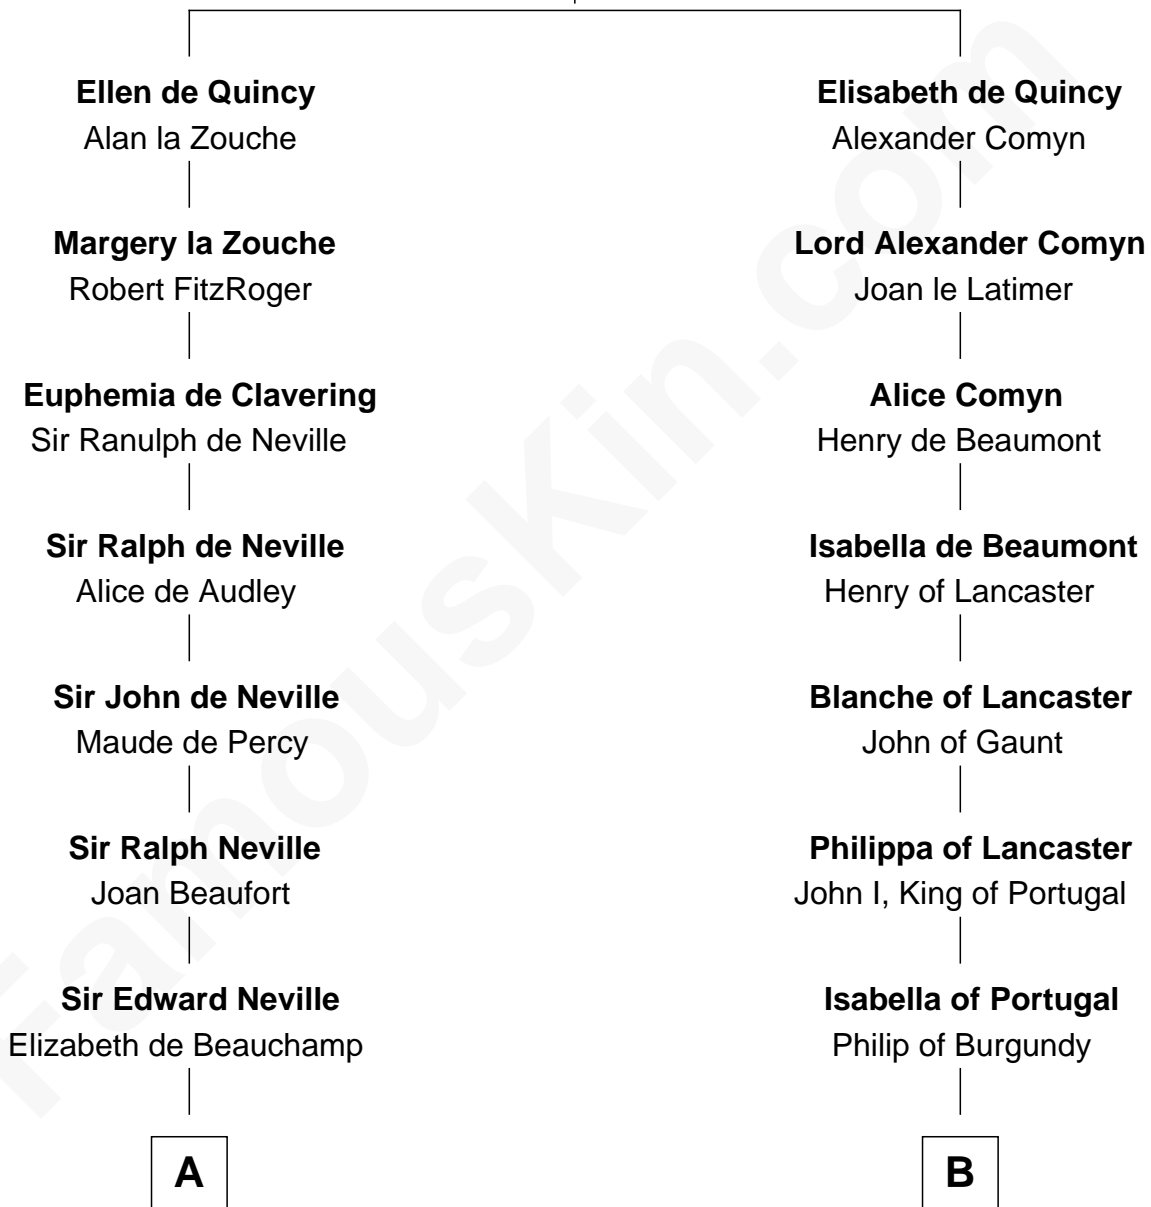 Ellen de Quincy
Alan la Zouche
Margery la Zouche
Robert FitzRoger
Euphemia de Clavering
Sir Ranulph de Neville
Sir Ralph de Neville
Alice de Audley
Sir John de Neville
Maude de Percy
Sir Ralph Neville
Joan Beaufort
Sir Edward Neville
Elizabeth de Beauchamp
A
Elisabeth de Quincy
Alexander Comyn
Lord Alexander Comyn
Joan le Latimer
Alice Comyn
Henry de Beaumont
Isabella de Beaumont
Henry of Lancaster
Blanche of Lancaster
John of Gaunt
Philippa of Lancaster
John I, King of Portugal
Isabella of Portugal
Philip of Burgundy
B
FamousKin.com